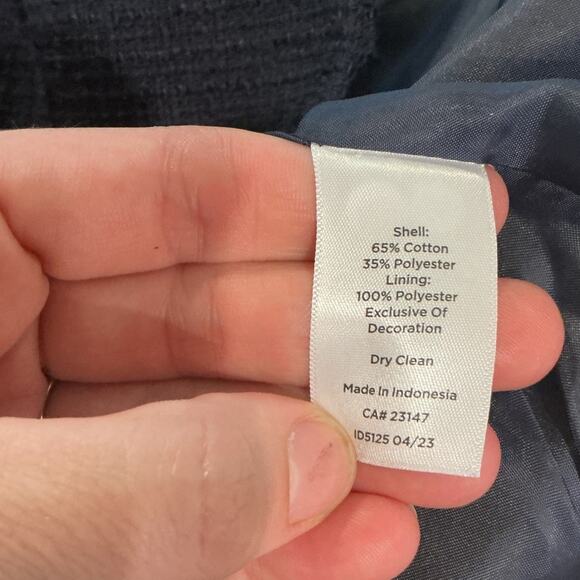 Shell:
65% Cotton
35% Polyester
Lining:
100% Polyester
Exclusive Of
Decoration
Dry Clean
Made In Indonesia
CA# 23147
ID5125 04/23